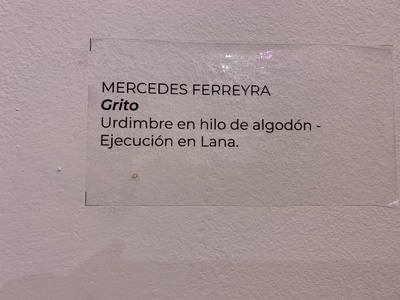 MERCEDES FERREYRA
Grito
Urdimbre en hilo de algodón -
Ejecución en Lana.